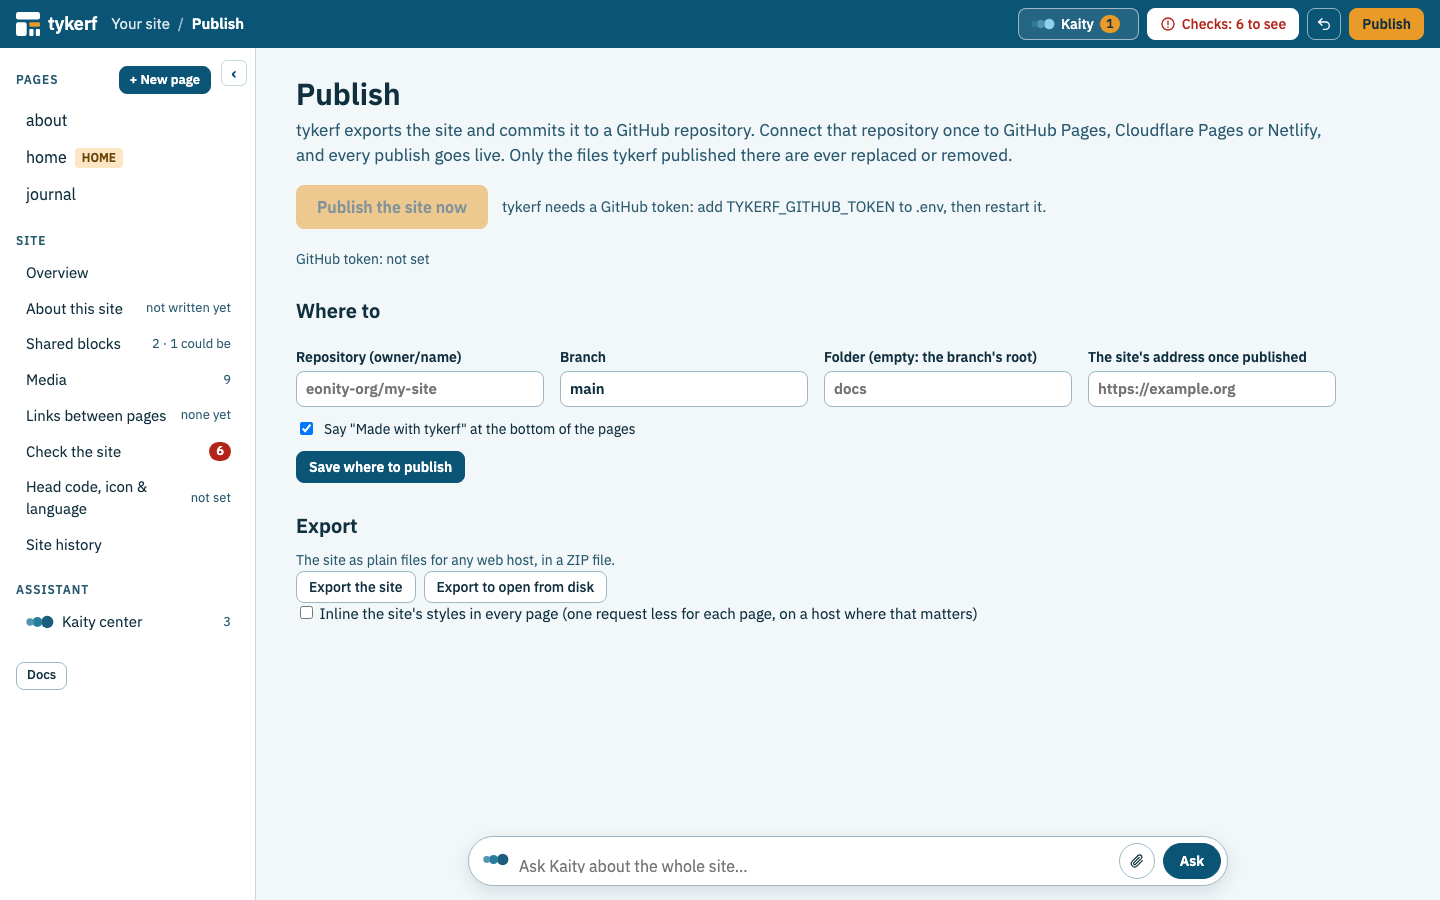 tykerf Your site / Publish
Kaity 1
Checks: 6 to see
Publish
PAGES
+ New page
about
home HOME
journal
SITE
Overview
About this site not written yet
Shared blocks 2 · 1 could be
Media 9
Links between pages none yet
Check the site 6
Head code, icon &
language
not set
Site history
ASSISTANT
Kaity center 3
Docs
Publish
tykerf exports the site and commits it to a GitHub repository. Connect that repository once to GitHub Pages, Cloudflare Pages or Netlify,
and every publish goes live. Only the files tykerf published there are ever replaced or removed.
Publish the site now
tykerf needs a GitHub token: add TYKERF_GITHUB_TOKEN to .env, then restart it.
GitHub token: not set
Where to
Repository (owner/name)
eonity-org/my-site
Branch
main
Folder (empty: the branch's root)
docs
The site's address once published
https://example.org
Say "Made with tykerf" at the bottom of the pages
Save where to publish
Export
The site as plain files for any web host, in a ZIP file.
Export the site
Export to open from disk
Inline the site's styles in every page (one request less for each page, on a host where that matters)
Ask Kaity about the whole site...
Ask